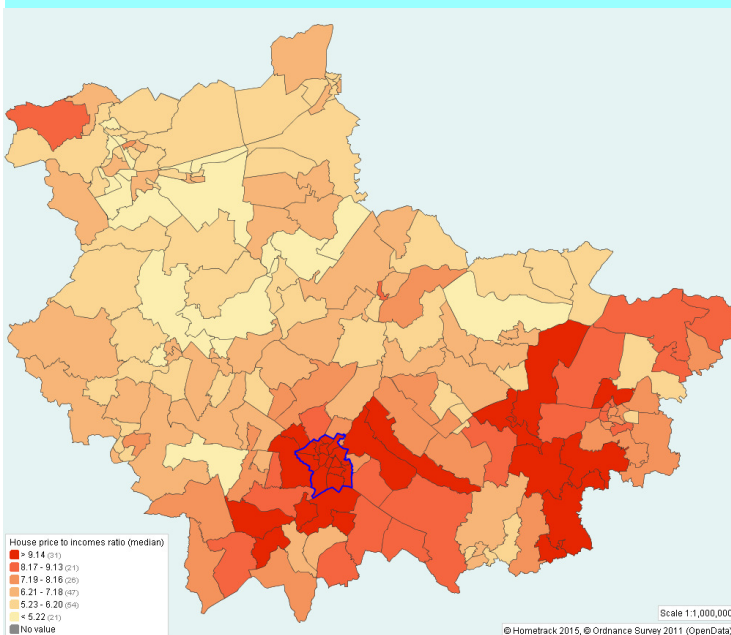 House price to incomes ratio (median)
> 9.14 (31)
8.17 - 9.13 (21)
7.19 - 8.16 (26)
6.21 - 7.18 (47)
5.23 - 6.20 (54)
< 5.22 (21)
No value
Scale 1:1,000,000
© Hometrack 2015, © Ordnance Survey 2011 (OpenData)